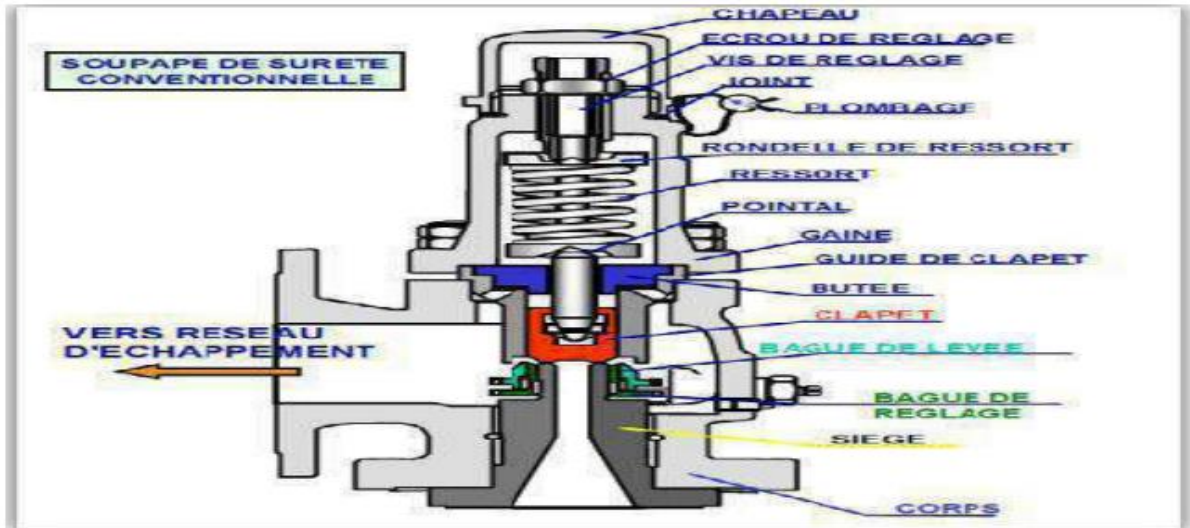 SOUPAPE DE SURETE
CONVENTIONNELLE
CHAPEAU
ECROU DE REGLAGE
VIS DE REGLAGE
JOINT
PLOMBAGE
RONDELLE DE RESSORT
RESSORT
POINTAL
GAINE
GUIDE DE CLAPET
BUTEE
CLAPET
VERS RESEAU
D'ECHAPPEMENT
BAGUE DE LEVEE
BAGUE DE
REGLAGE
SIEGE
CORPS